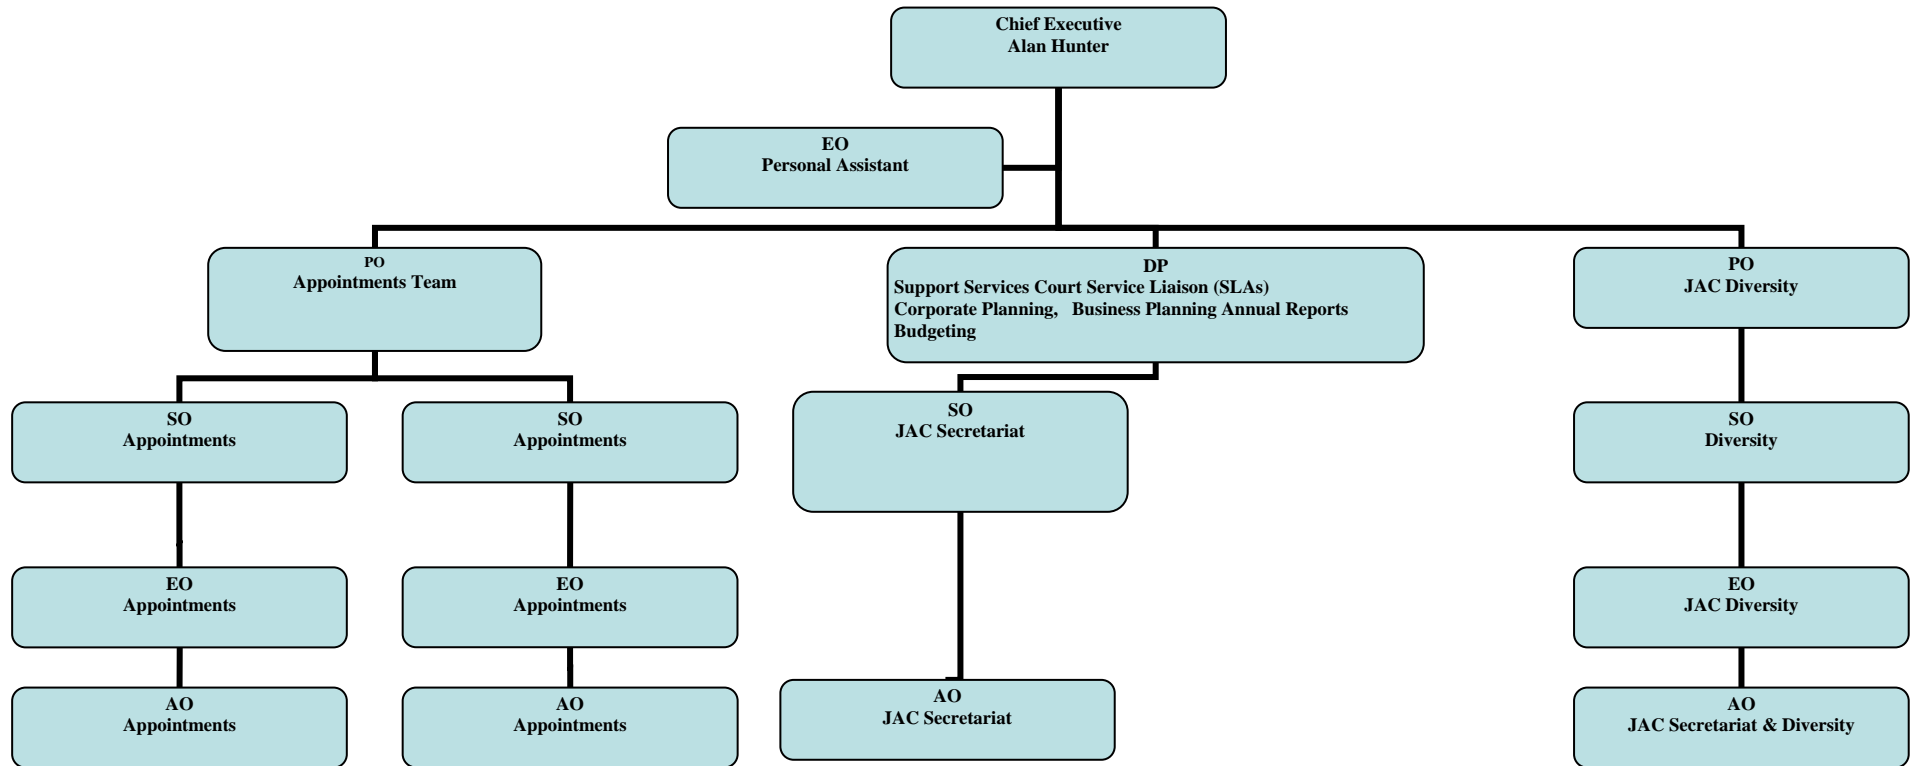 Chief Executive
Alan Hunter
EO
Personal Assistant
PO
Appointments Team
DP
Support Services Court Service Liaison (SLAs)
Corporate Planning, Business Planning Annual Reports
Budgeting
PO
JAC Diversity
SO
Appointments
SO
Appointments
SO
JAC Secretariat
SO
Diversity
EO
Appointments
EO
Appointments
EO
JAC Diversity
AO
Appointments
AO
Appointments
AO
JAC Secretariat
AO
JAC Secretariat & Diversity